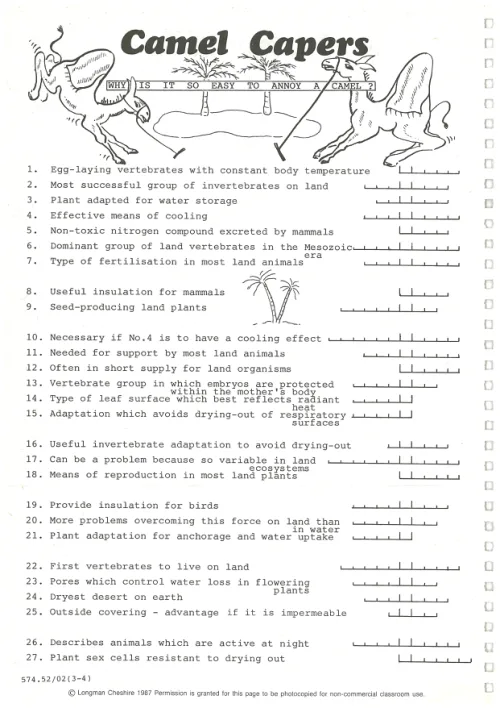 Camel Capers
WHY IS IT SO EASY TO ANNOY A CAMEL ?
1. Egg-laying vertebrates with constant body temperature
2. Most successful group of invertebrates on land
3. Plant adapted for water storage
4. Effective means of cooling
5. Non-toxic nitrogen compound excreted by mammals
6. Dominant group of land vertebrates in the Mesozoic
era
7. Type of fertilisation in most land animals
8. Useful insulation for mammals
9. Seed-producing land plants
10. Necessary if No.4 is to have a cooling effect
11. Needed for support by most land animals
12. Often in short supply for land organisms
13. Vertebrate group in which embryos are protected
within the mother's body
14. Type of leaf surface which best reflects radiant
heat
15. Adaptation which avoids drying-out of respiratory
surfaces
16. Useful invertebrate adaptation to avoid drying-out
17. Can be a problem because so variable in land
ecosystems
18. Means of reproduction in most land plants
19. Provide insulation for birds
20. More problems overcoming this force on land than
in water
21. Plant adaptation for anchorage and water uptake
22. First vertebrates to live on land
23. Pores which control water loss in flowering
plants
24. Dryest desert on earth
25. Outside covering - advantage if it is impermeable
26. Describes animals which are active at night
27. Plant sex cells resistant to drying out
574.52/02(3-4)
© Longman Cheshire 1987 Permission is granted for this page to be photocopied for non-commercial classroom use.